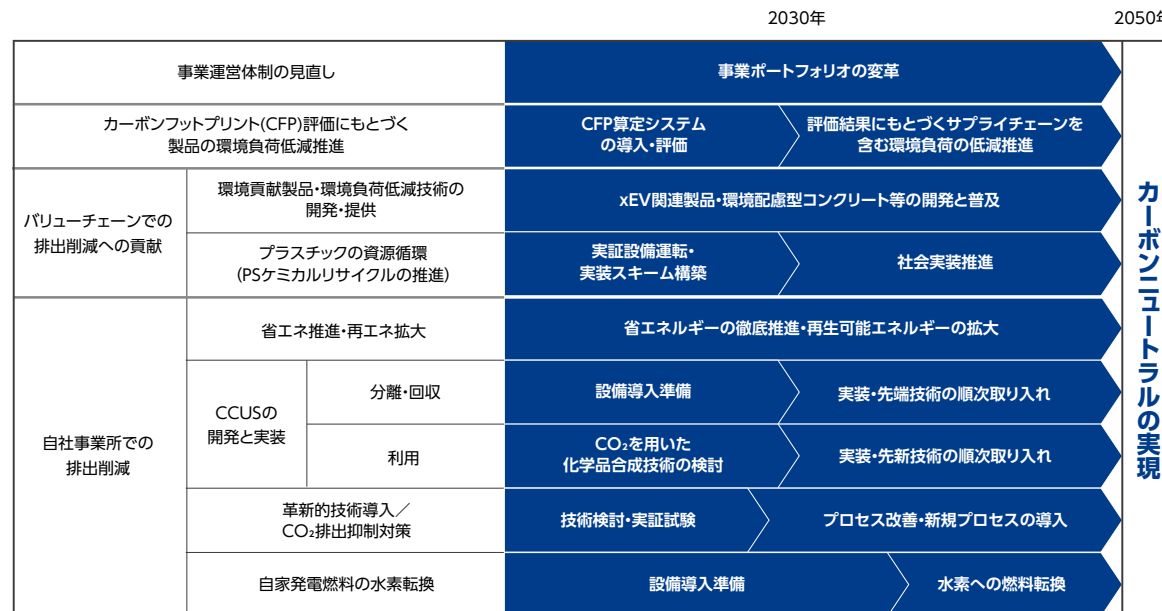 2030年
2050年
事業運営体制の見直し
事業ポートフォリオの変革
カーボンフットプリント(CFP)評価にもとづく
製品の環境負荷低減推進
CFP算定システム
の導入・評価
評価結果にもとづくサプライチェーンを
含む環境負荷の低減推進
バリューチェーンでの
排出削減への貢献
環境貢献製品・環境負荷低減技術の
開発・提供
xEV関連製品・環境配慮型コンクリート等の開発と普及
プラスチックの資源循環
(PSケミカルリサイクルの推進)
実証設備運転・
実装スキーム構築
社会実装推進
自社事業所での
排出削減
省エネ推進・再エネ拡大
省エネルギーの徹底推進・再生可能エネルギーの拡大
CCUSの
開発と実装
分離・回収
設備導入準備
実装・先端技術の順次取り入れ
利用
CO₂を用いた
化学品合成技術の検討
実装・先新技術の順次取り入れ
革新的技術導入／
CO₂排出抑制対策
技術検討・実証試験
プロセス改善・新規プロセスの導入
自家発電燃料の水素転換
設備導入準備
水素への燃料転換
カーボンニュートラルの実現